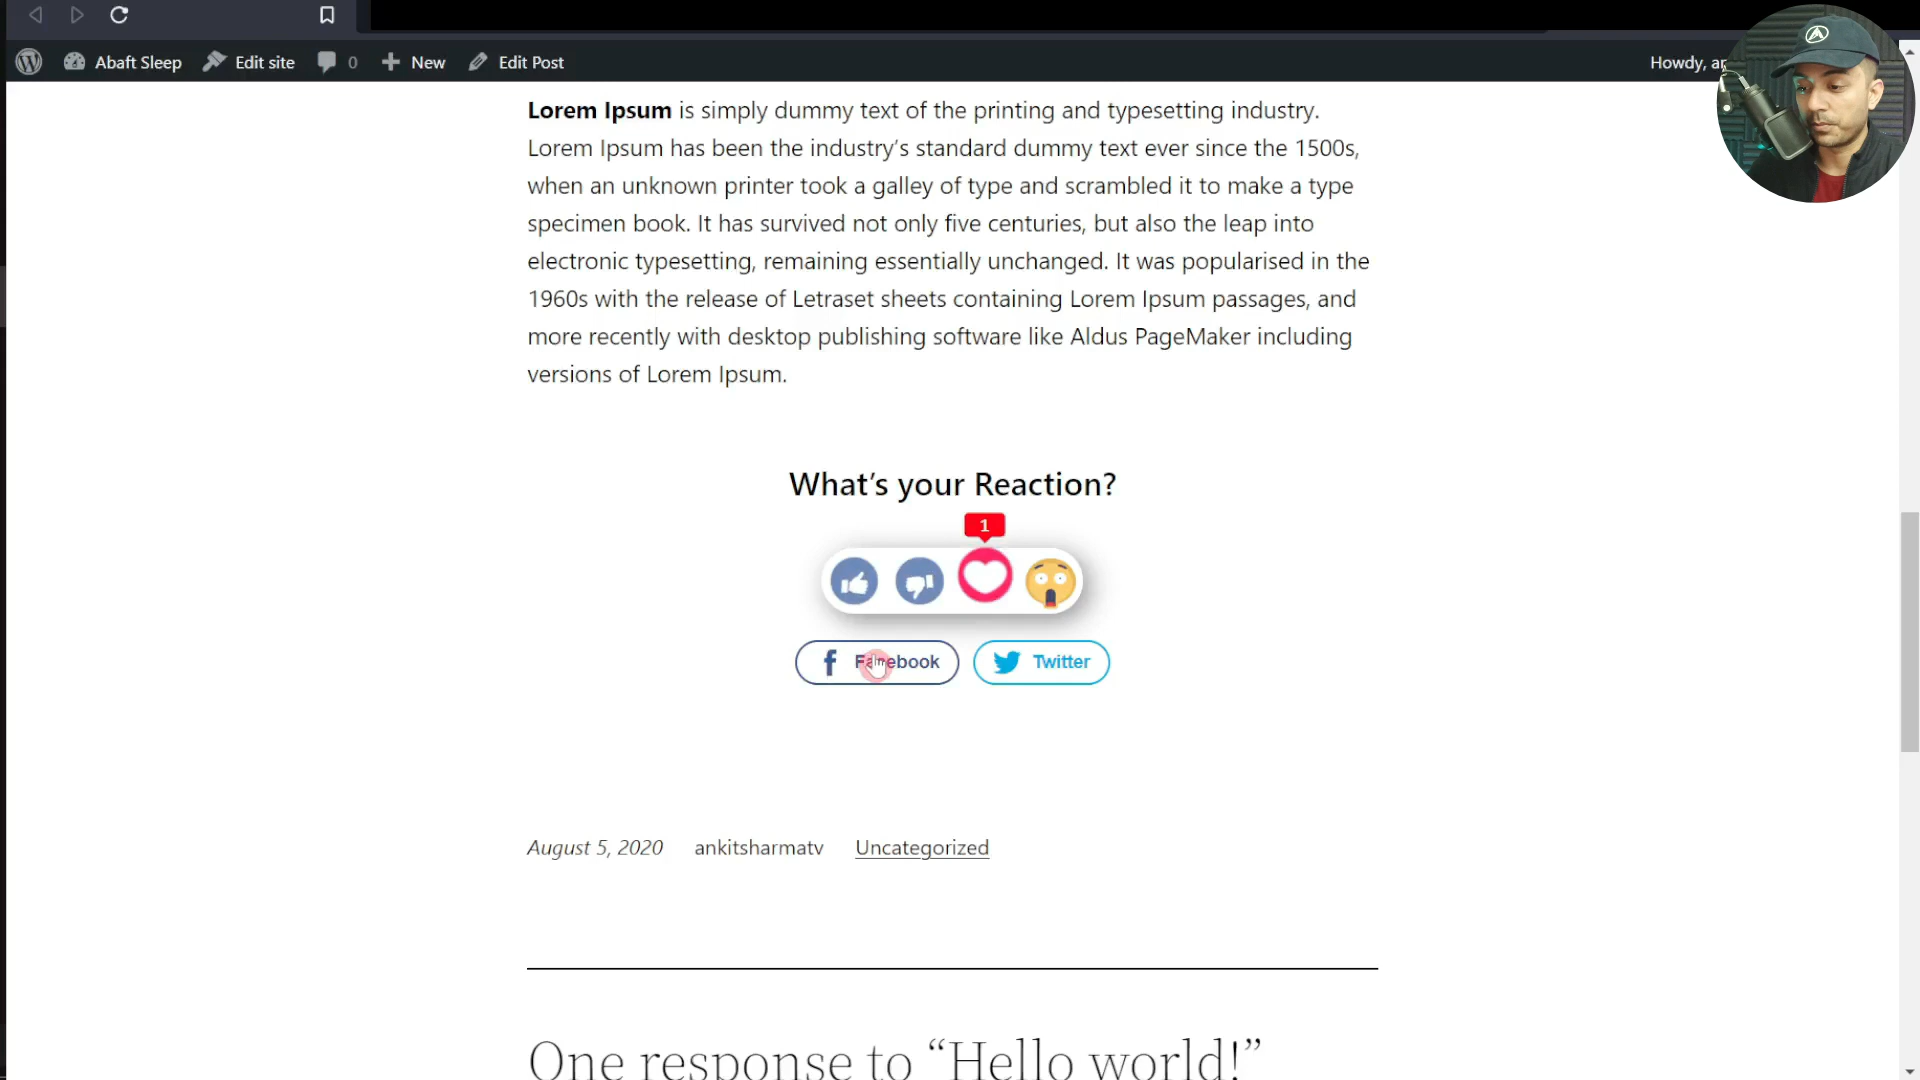 Abaft Sleep
Edit site
0
New
Edit Post
Howdy,
Lorem Ipsum is simply dummy text of the printing and typesetting industry.
Lorem Ipsum has been the industry’s standard dummy text ever since the 1500s,
when an unknown printer took a galley of type and scrambled it to make a type
specimen book. It has survived not only five centuries, but also the leap into
electronic typesetting, remaining essentially unchanged. It was popularised in the
1960s with the release of Letraset sheets containing Lorem Ipsum passages, and
more recently with desktop publishing software like Aldus PageMaker including
versions of Lorem Ipsum.
What’s your Reaction?
1
Facebook
Twitter
August 5, 2020
ankitsharmatv
Uncategorized
One response to “Hello world!”